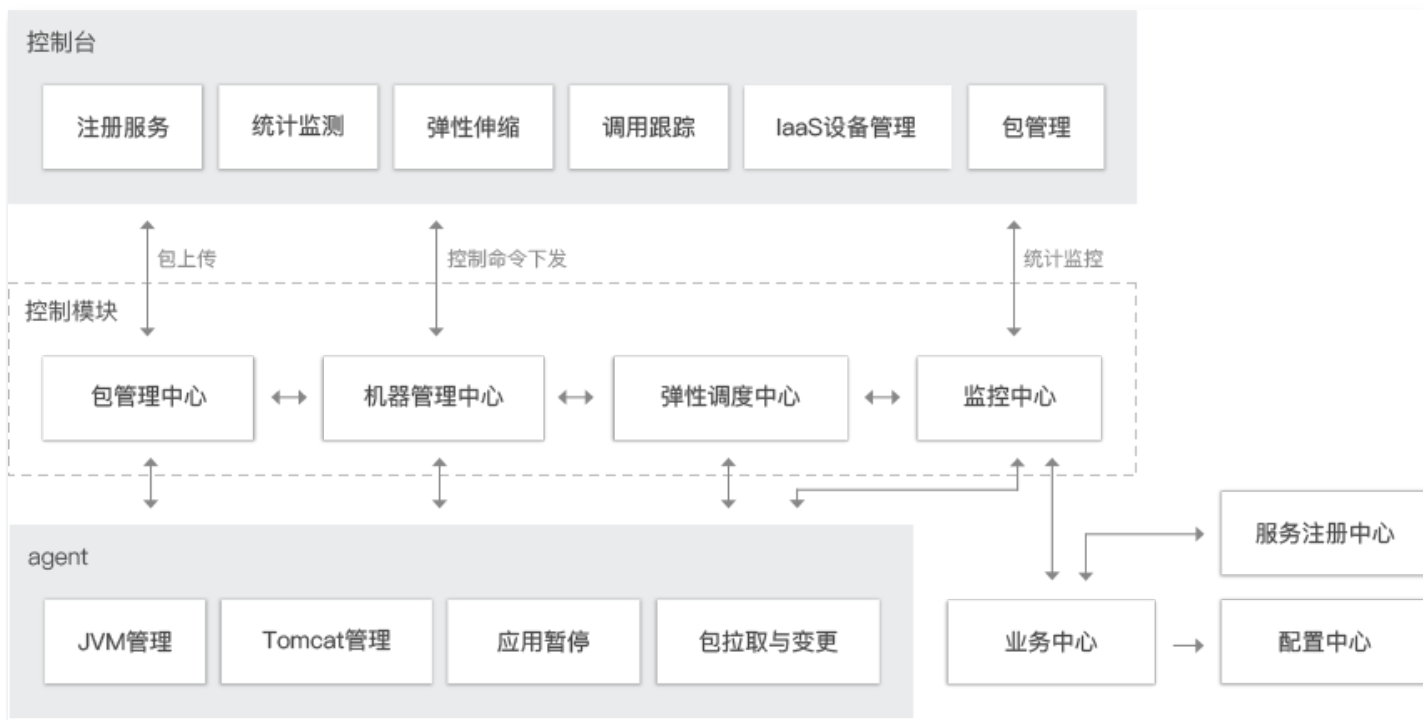 控制台
注册服务 统计监测 弹性伸缩 调用跟踪 IaaS设备管理 包管理
包上传 控制命令下发 统计监控
控制模块
包管理中心 机器管理中心 弹性调度中心 监控中心
服务注册中心
agent
JVM管理 Tomcat管理 应用暂停 包拉取与变更 业务中心 配置中心